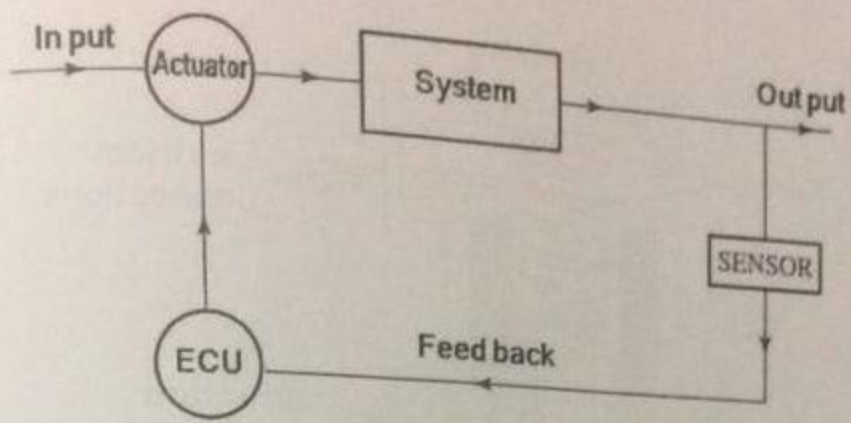 In put
Actuator
System
Out put
SENSOR
Feed back
ECU